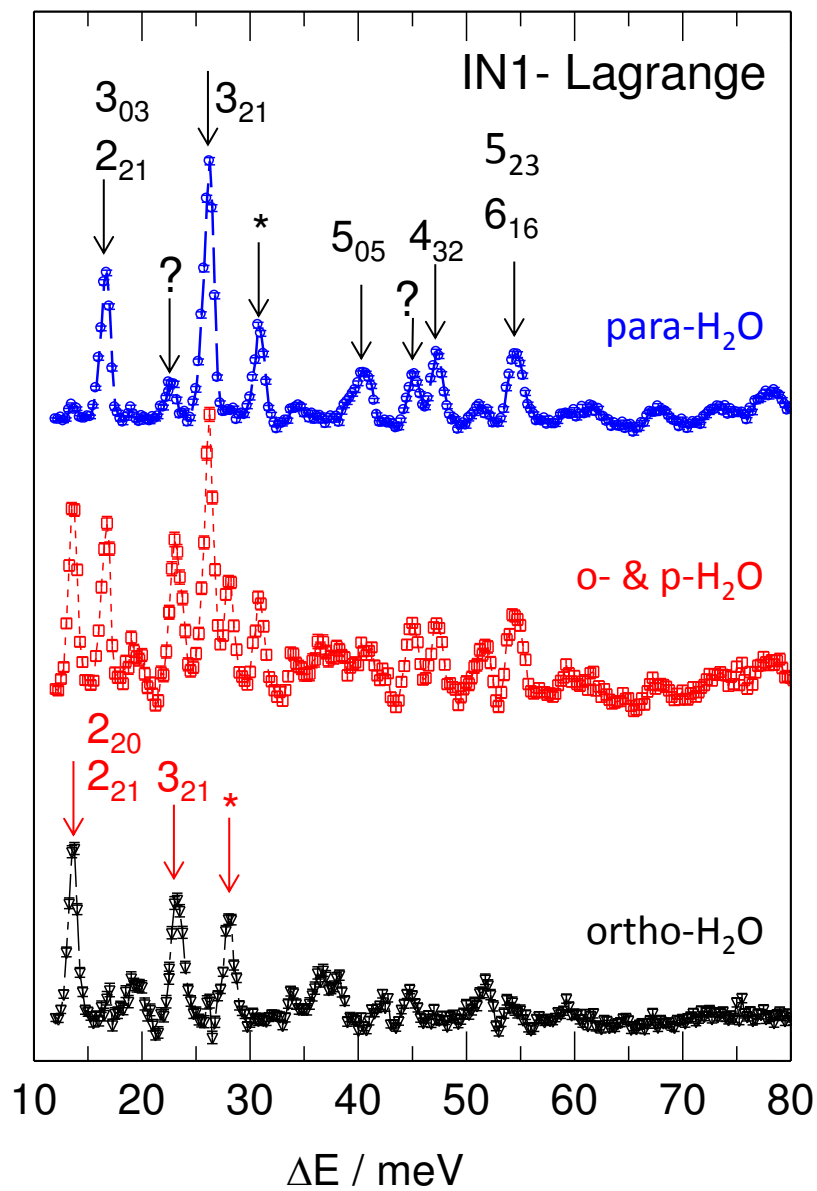 IN1- Lagrange
3₀₃
3₂₁
2₂₁
5₂₃
*
6₁₆
5₀₅
4₃₂
?
?
para-H₂O
o- & p-H₂O
2₂₀
2₂₁
3₂₁
*
ortho-H₂O
10 20 30 40 50 60 70 80
ΔE / meV